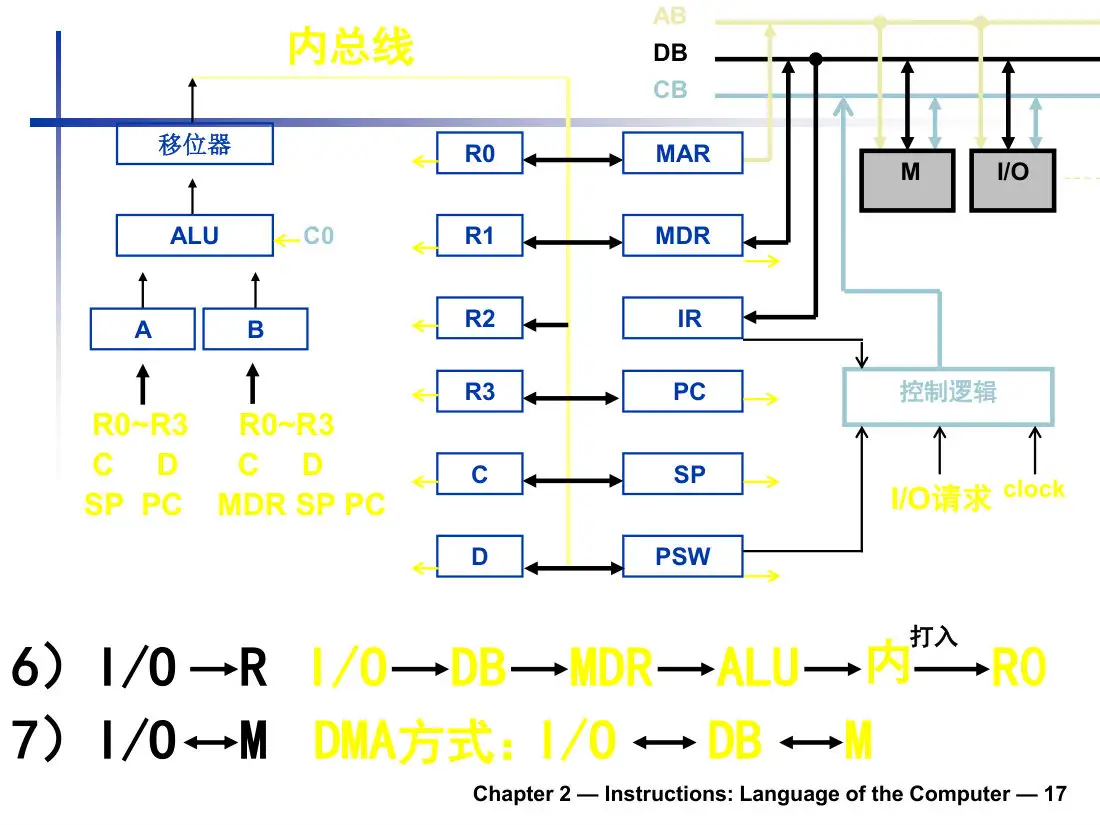 内总线
AB
DB
CB
移位器
R0
MAR
M
I/O
ALU
C0
R1
MDR
A
B
R2
IR
R3
PC
控制逻辑
R0~R3
R0~R3
C D
C D
SP PC
MDR SP PC
C
SP
I/O请求
clock
D
PSW
6）I/O→R I/O→DB→MDR→ALU→内 打入→R0
7）I/O↔M DMA方式：I/O↔DB↔M
Chapter 2 — Instructions: Language of the Computer — 17